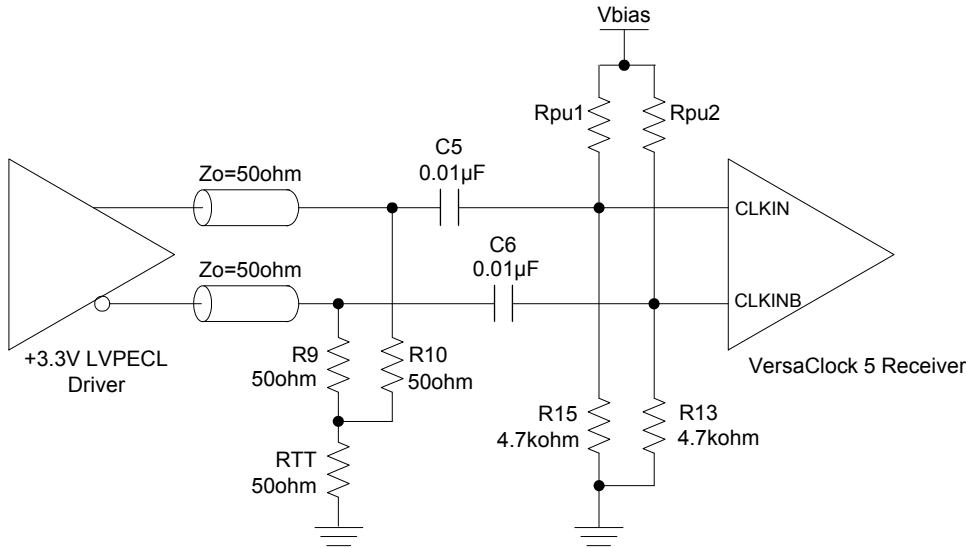 Vbias
Rpu1
Rpu2
C5
0.01µF
Zo=50ohm
CLKIN
C6
0.01µF
Zo=50ohm
CLKINB
+3.3V LVPECL
Driver
R9
50ohm
R10
50ohm
VersaClock 5 Receiver
R15
4.7kohm
R13
4.7kohm
RTT
50ohm